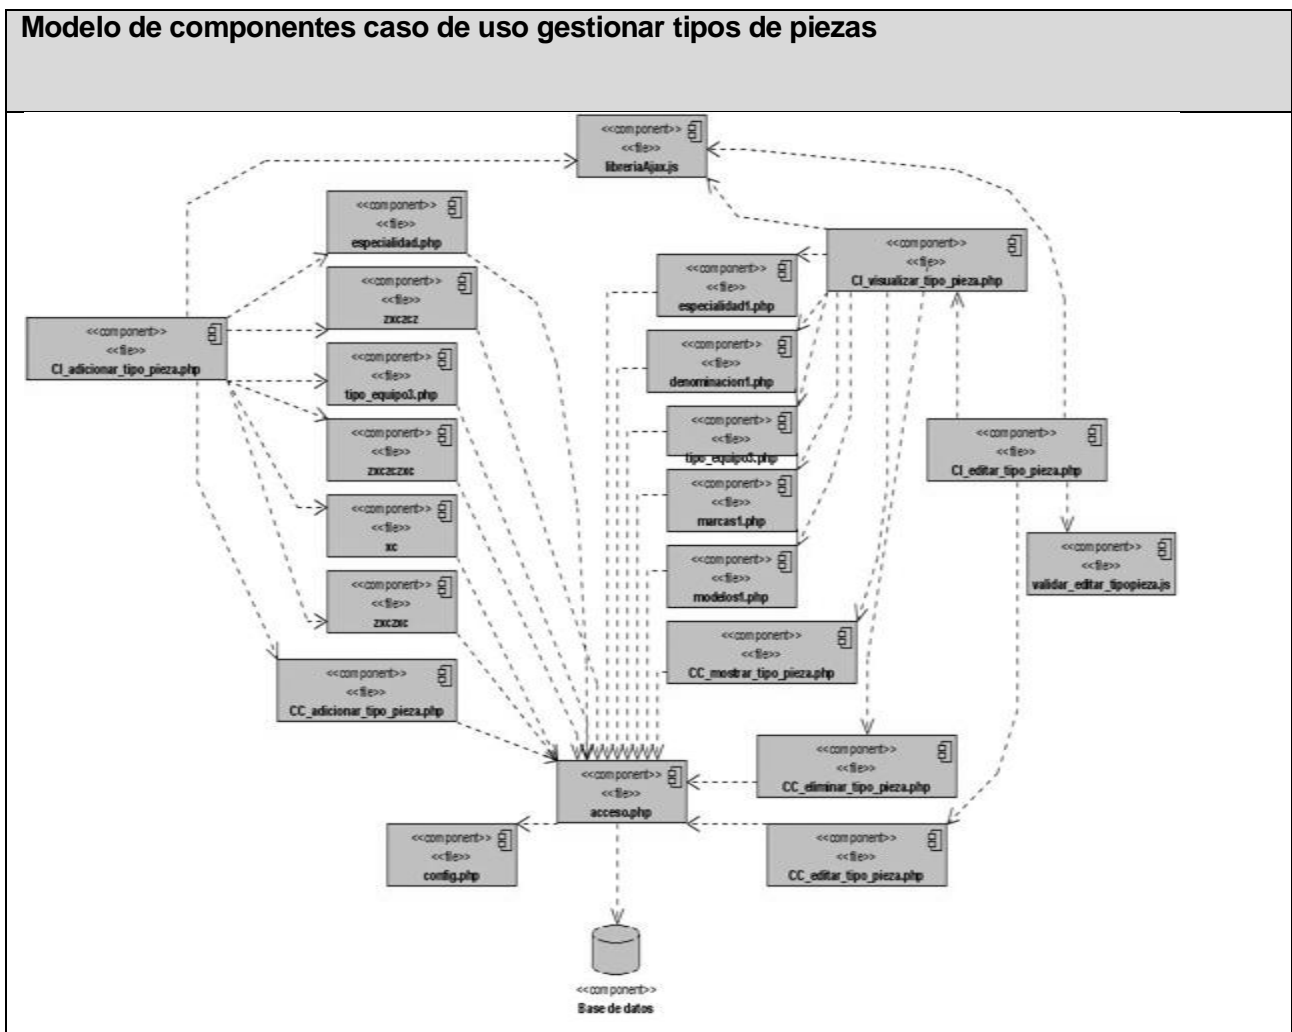 Modelo de componentes caso de uso gestionar tipos de piezas
<<component>>
<<file>>
libreriaAjax.js
<<component>>
<<file>>
especialidad.php
<<component>>
<<file>>
CI_visualizar_tipo_pieza.php
<<component>>
<<file>>
especialidad1.php
<<component>>
<<file>>
zxczcz
<<component>>
<<file>>
CI_adicionar_tipo_pieza.php
<<component>>
<<file>>
denominacion1.php
<<component>>
<<file>>
tipo_equipo3.php
<<component>>
<<file>>
tipo_equipo3.php
<<component>>
<<file>>
zxczczxc
<<component>>
<<file>>
CI_editar_tipo_pieza.php
<<component>>
<<file>>
marcas1.php
<<component>>
<<file>>
xc
<<component>>
<<file>>
validar_editar_tipopieza.js
<<component>>
<<file>>
modelos1.php
<<component>>
<<file>>
zxczxc
<<component>>
<<file>>
CC_mostrar_tipo_pieza.php
<<component>>
<<file>>
CC_adicionar_tipo_pieza.php
<<component>>
<<file>>
CC_eliminar_tipo_pieza.php
<<component>>
<<file>>
acceso.php
<<component>>
<<file>>
config.php
<<component>>
<<file>>
CC_editar_tipo_pieza.php
<<component>>
Base de datos